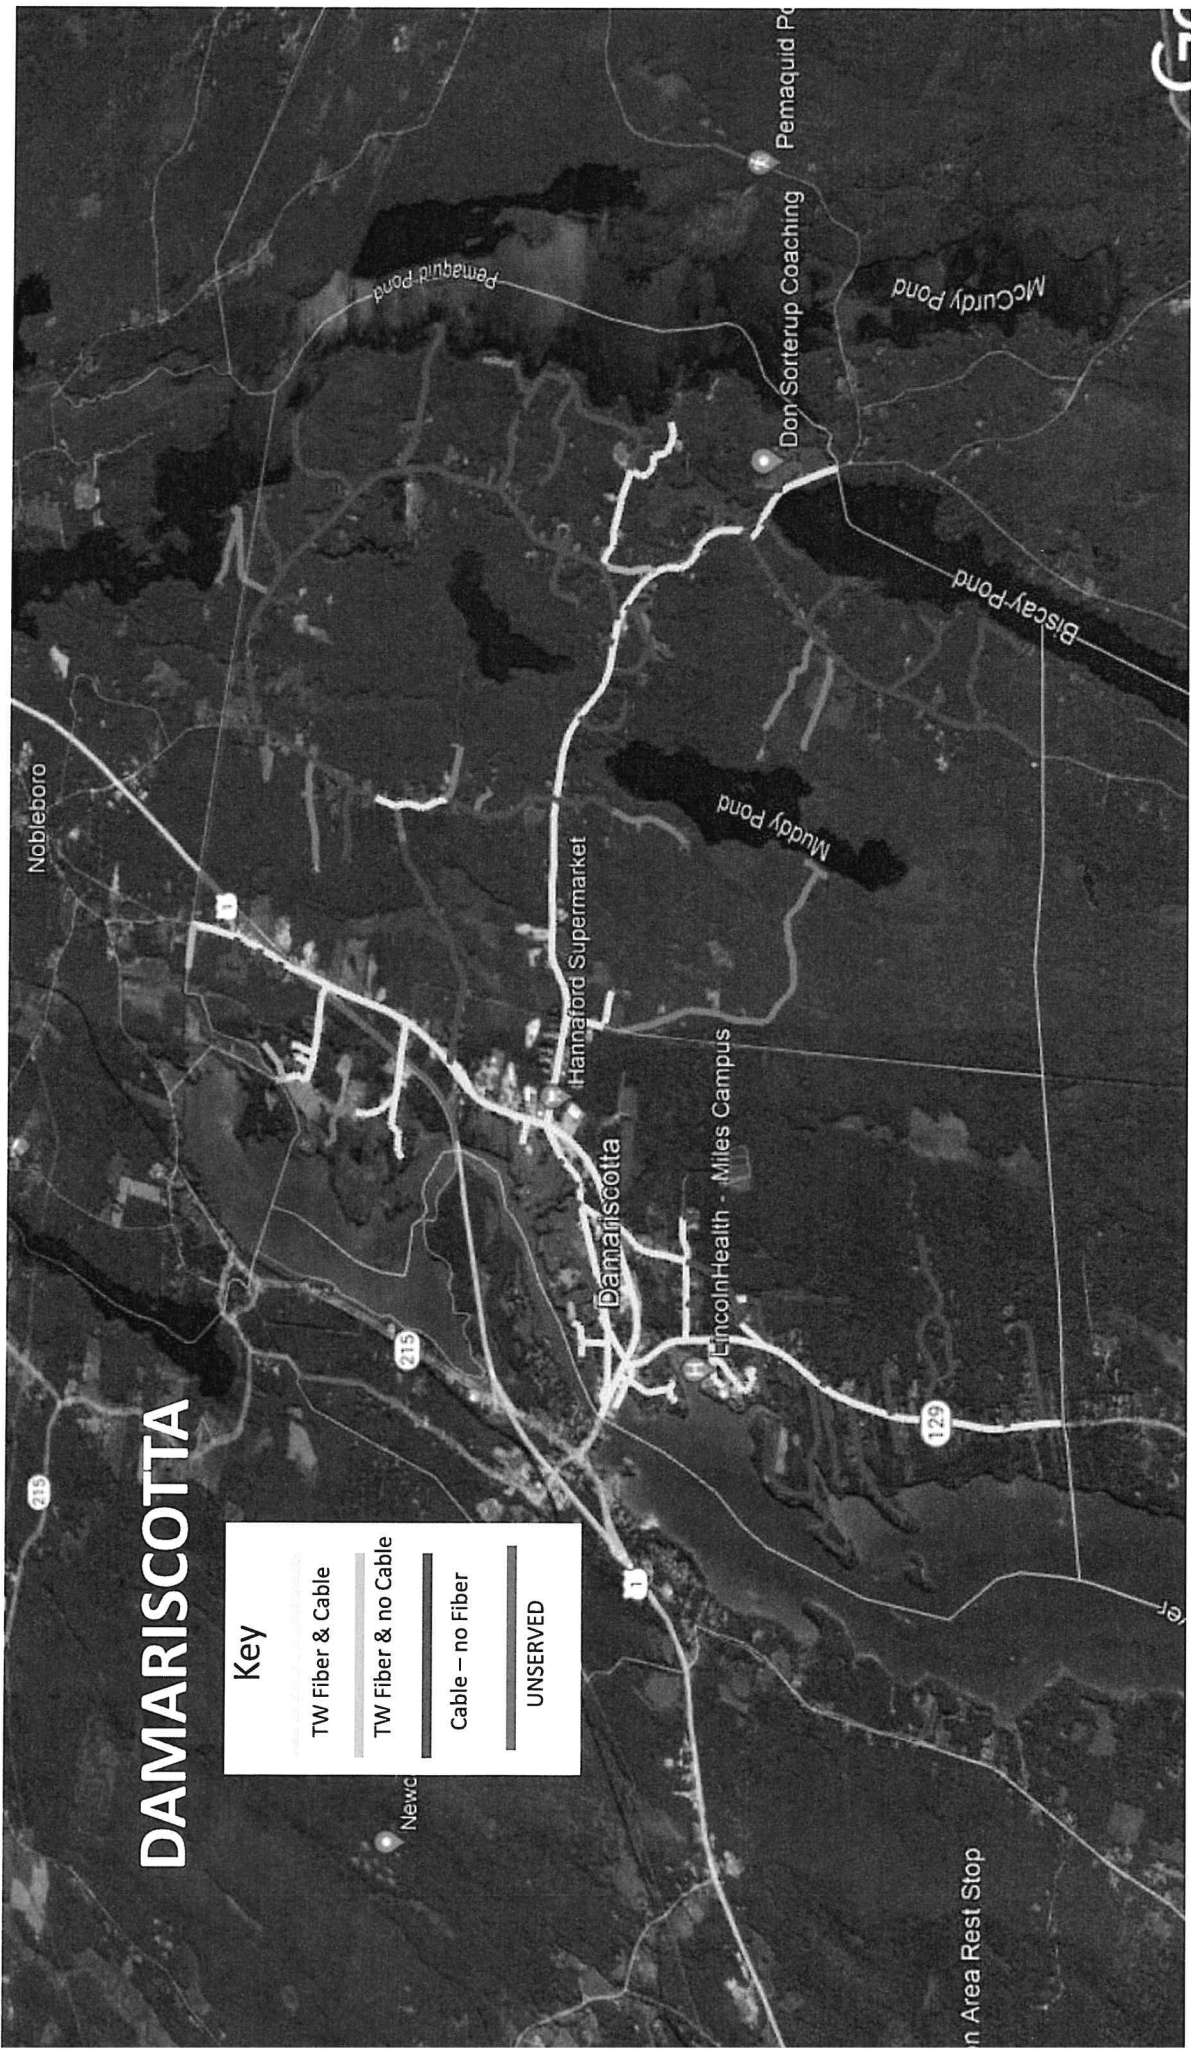 DAMARISCOTTA
Key
TW Fiber & Cable
TW Fiber & no Cable
Cable – no Fiber
UNSERVED
215
215
Nobleboro
1
Pemaquid Pond
Pemaquid
Don Sorterup Coaching
McCurdy Pond
Biscay Pond
Muddy Pond
Hannaford Supermarket
Damariscotta
LincolnHealth - Miles Campus
H
129
1
Area Rest Stop